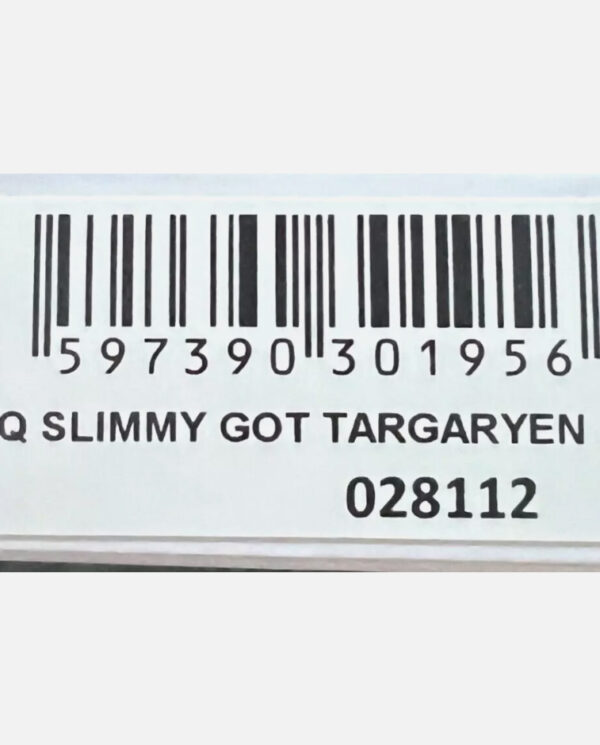 597390 301956
Q SLIMMY GOT TARGARYEN
028112